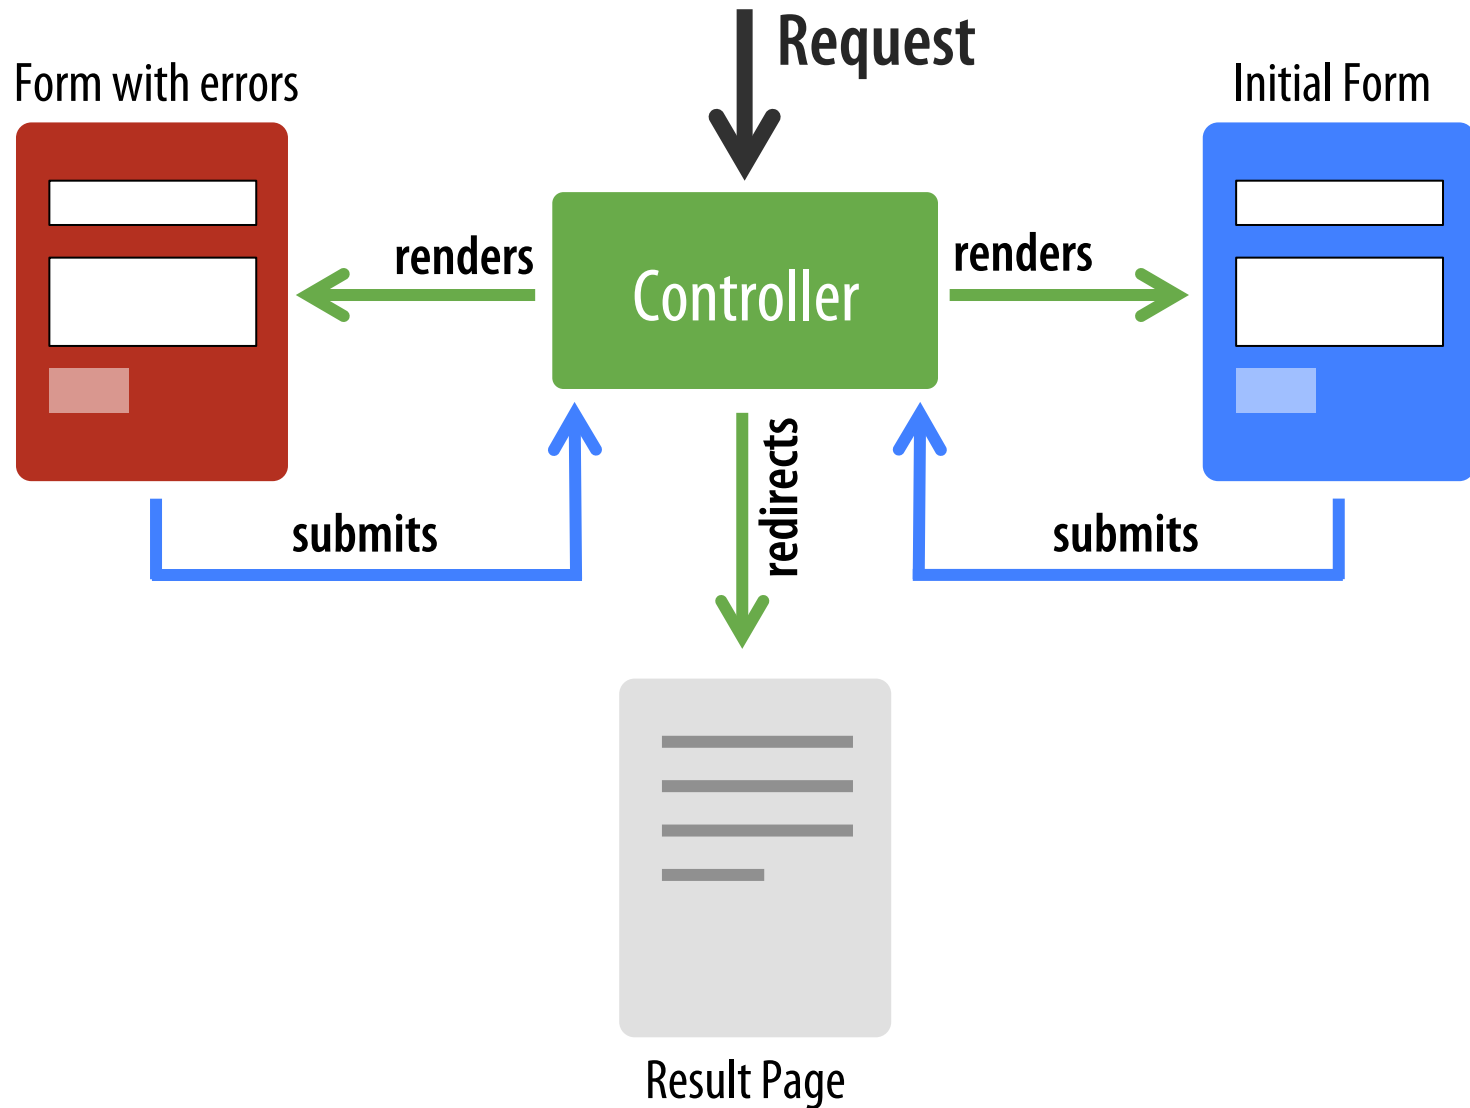 Request
Form with errors
Initial Form
renders
Controller
renders
redirects
submits
submits
Result Page